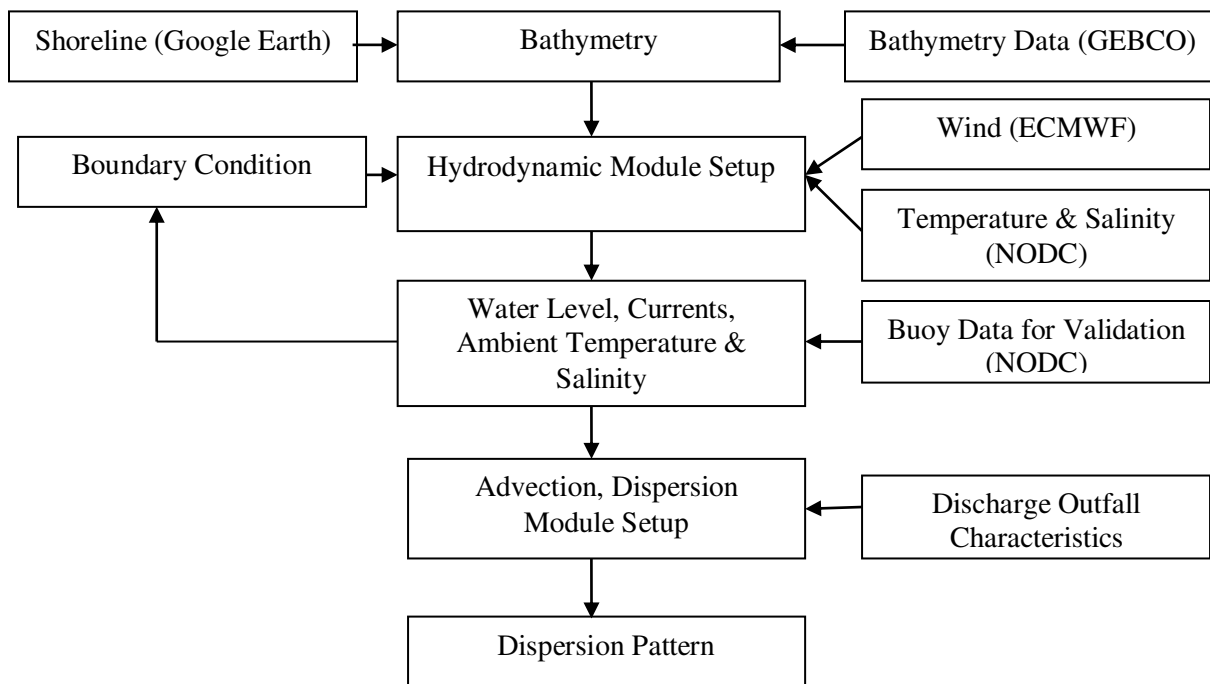 Shoreline (Google Earth)
Bathymetry
Bathymetry Data (GEBCO)
Wind (ECMWF)
Boundary Condition
Hydrodynamic Module Setup
Temperature & Salinity
(NODC)
Water Level, Currents,
Ambient Temperature &
Salinity
Buoy Data for Validation
(NODC)
Advection, Dispersion
Module Setup
Discharge Outfall
Characteristics
Dispersion Pattern